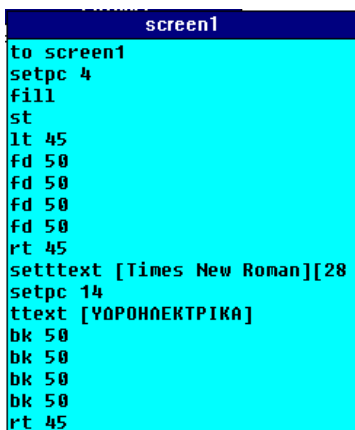 screen1
to screen1
setpc 4
fill
st
lt 45
fd 50
fd 50
fd 50
fd 50
rt 45
setttext [Times New Roman][28
setpc 14
ttext [ΥΔΡΟΗΛΕΚΤΡΙΚΑ]
bk 50
bk 50
bk 50
bk 50
rt 45